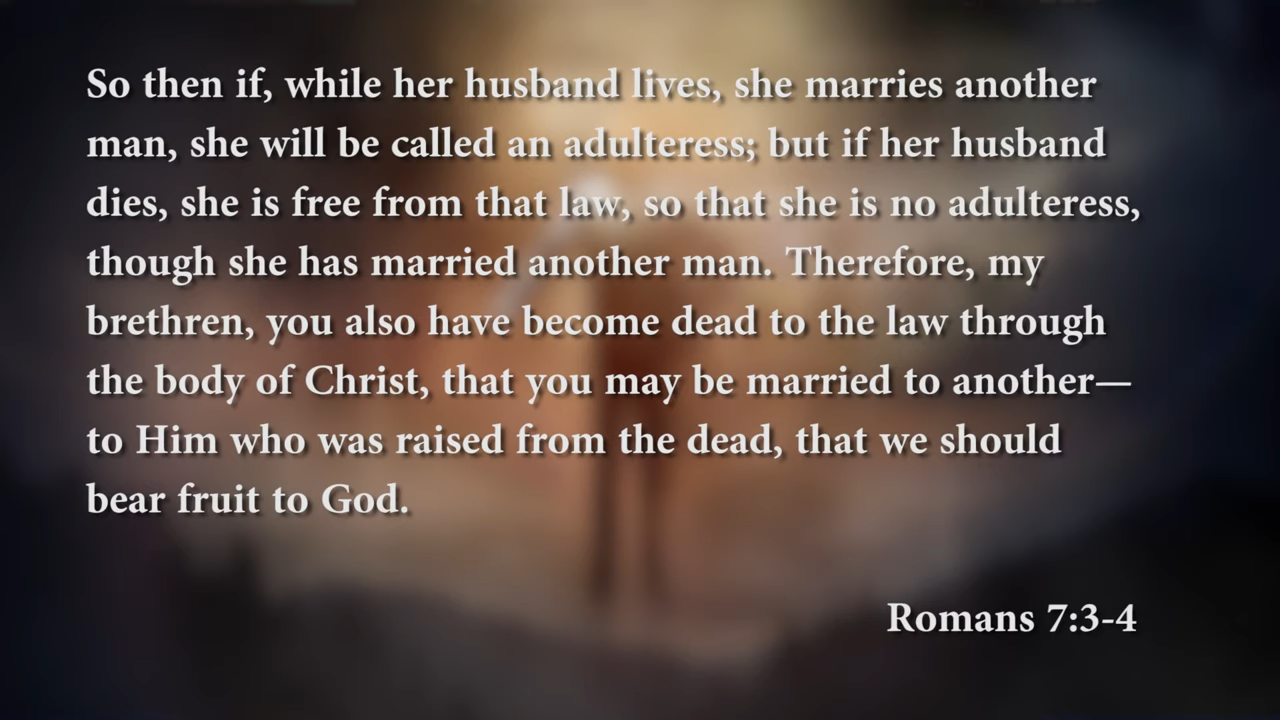 So then if, while her husband lives, she marries another
man, she will be called an adulteress; but if her husband
dies, she is free from that law, so that she is no adulteress,
though she has married another man. Therefore, my
brethren, you also have become dead to the law through
the body of Christ, that you may be married to another—
to Him who was raised from the dead, that we should
bear fruit to God.
Romans 7:3-4